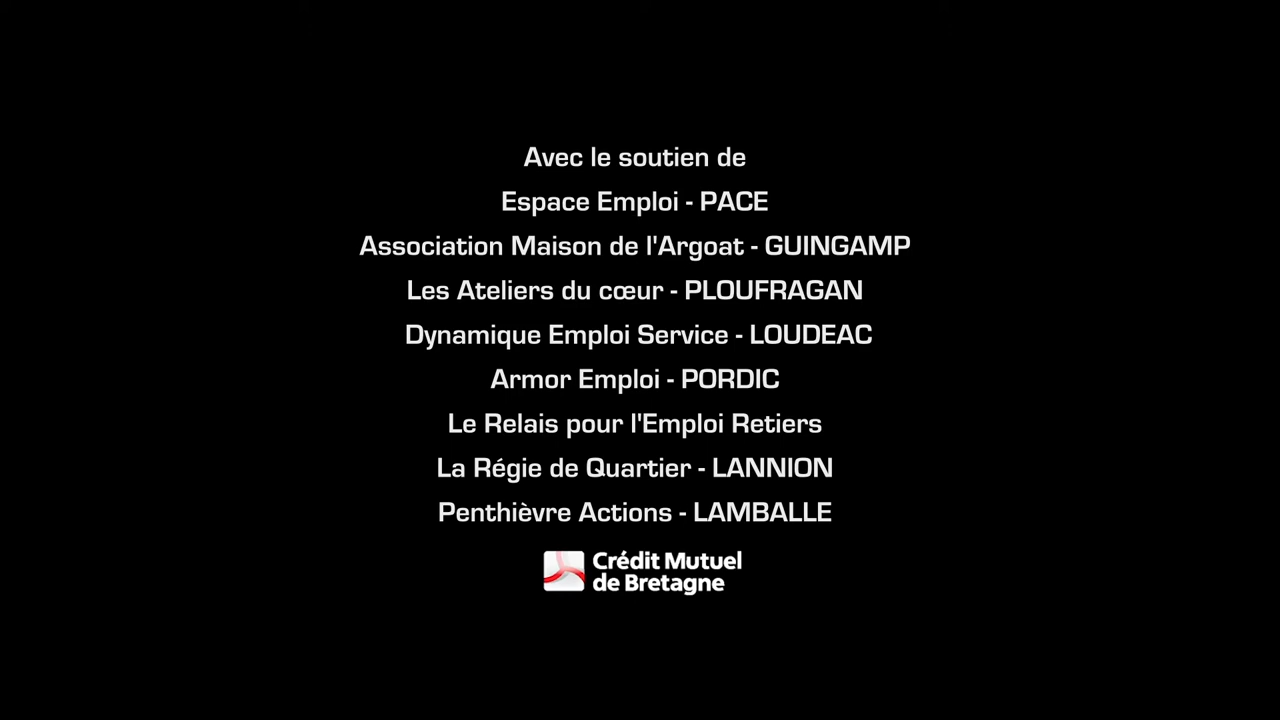 Avec le soutien de
Espace Emploi - PACE
Association Maison de l'Argoat - GUINGAMP
Les Ateliers du cœur - PLOUFRAGAN
Dynamique Emploi Service - LOUDEAC
Armor Emploi - PORDIC
Le Relais pour l'Emploi Retiers
La Régie de Quartier - LANNION
Penthièvre Actions - LAMBALLE
Crédit Mutuel
de Bretagne